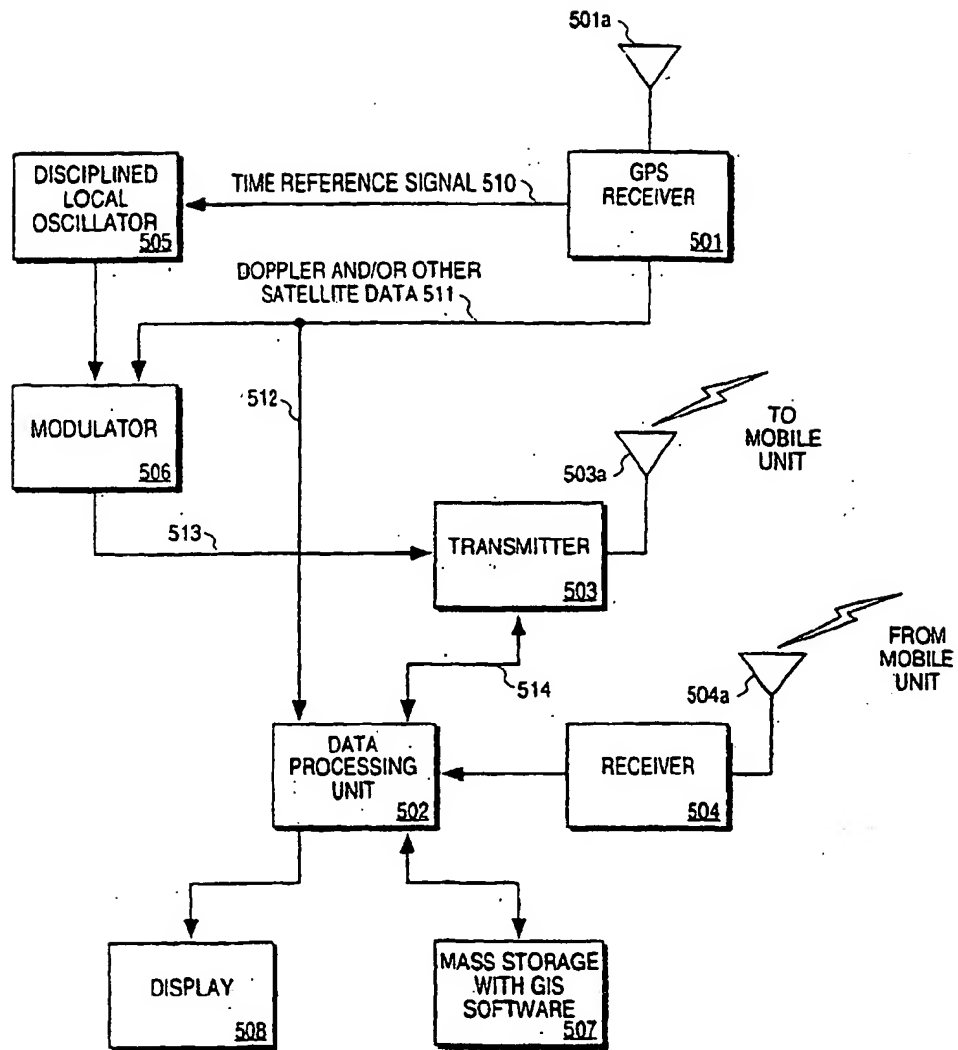 501a
DISCIPLINED
LOCAL
OSCILLATOR
505
TIME REFERENCE SIGNAL 510
GPS
RECEIVER
501
DOPPLER AND/OR OTHER
SATELLITE DATA 511
512
MODULATOR
506
TO
MOBILE
UNIT
503a
513
TRANSMITTER
503
FROM
MOBILE
UNIT
514
504a
DATA
PROCESSING
UNIT
502
RECEIVER
504
DISPLAY
508
MASS STORAGE
WITH GIS
SOFTWARE
507